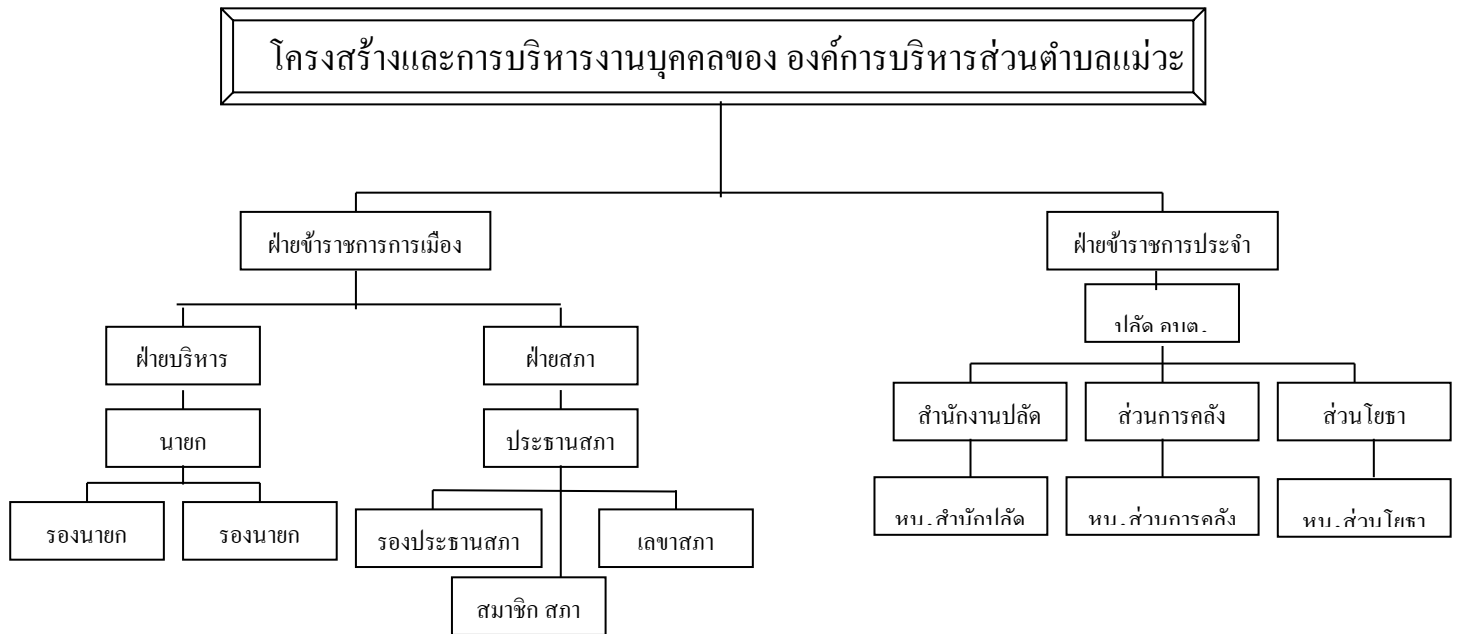 โครงสร้างและการบริหารงานบุคคลของ องค์การบริหารส่วนตำบลแม่วะ
ฝ่ายข้าราชการการเมือง
ฝ่ายข้าราชการประจำ
ปลัด อบต.
ฝ่ายบริหาร
ฝ่ายสภา
สำนักงานปลัด
ส่วนการคลัง
ส่วนโยธา
นายก
ประธานสภา
หน.สำนักปลัด
หน.ส่วนการคลัง
หน.ส่วนโยธา
รองนายก
รองนายก
รองประธานสภา
เลขาสภา
สมาชิก สภา